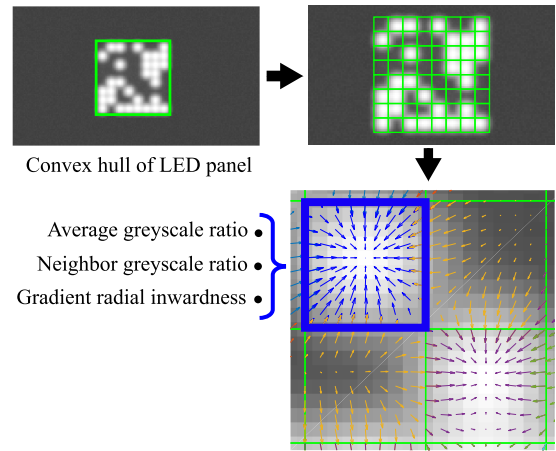 Convex hull of LED panel
Average greyscale ratio •
Neighbor greyscale ratio •
Gradient radial inwardness •